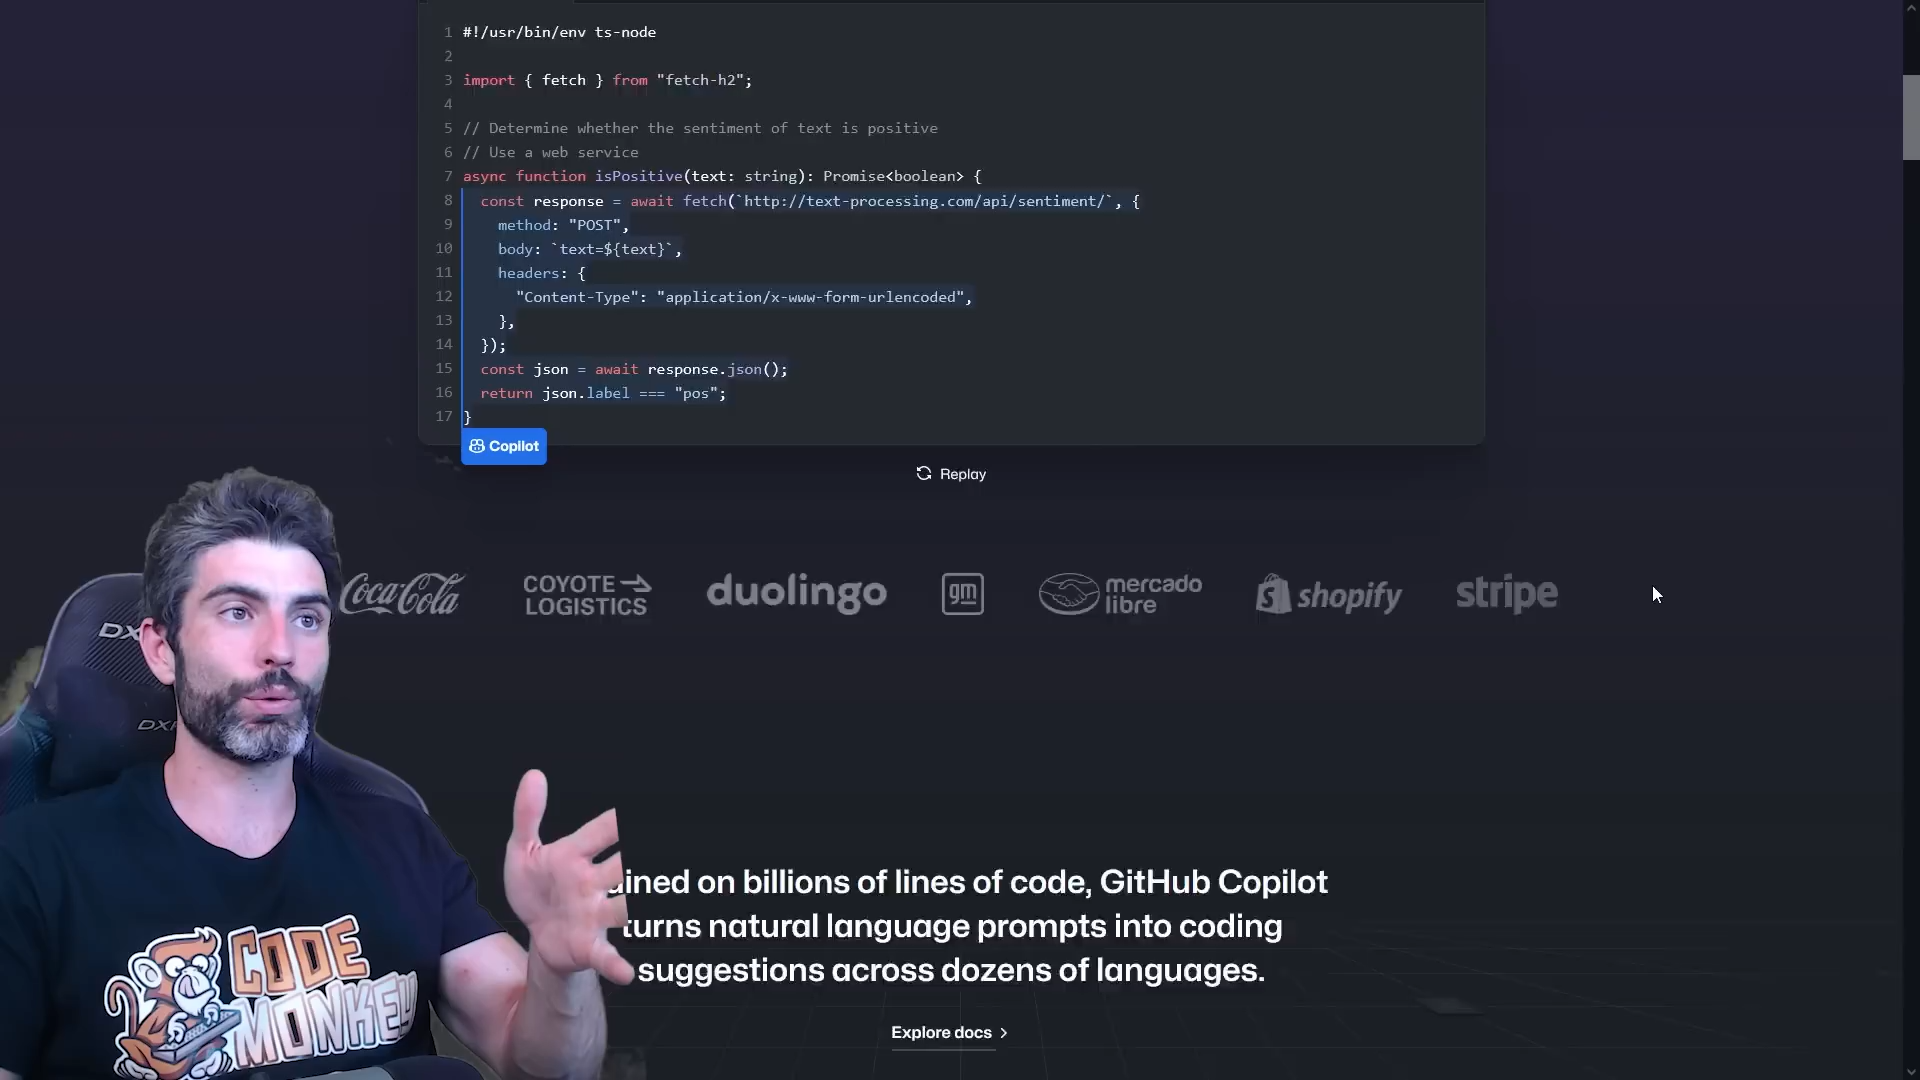 1 #!/usr/bin/env ts-node
2
3 import { fetch } from "fetch-h2";
4
5 // Determine whether the sentiment of text is positive
6 // Use a web service
7 async function isPositive(text: string): Promise<boolean> {
8 const response = await fetch(`http://text-processing.com/api/sentiment/`, {
9 method: "POST",
10 body: `text=${text}`,
11 headers: {
12 "Content-Type": "application/x-www-form-urlencoded",
13 },
14 });
15 const json = await response.json();
16 return json.label === "pos";
17 }
Copilot
Replay
Coca-Cola
COYOTE
LOGISTICS
duolingo
gm
mercado
libre
shopify
stripe
ained on billions of lines of code, GitHub Copilot
turns natural language prompts into coding
suggestions across dozens of languages.
Explore docs >
CODE
MONKEY